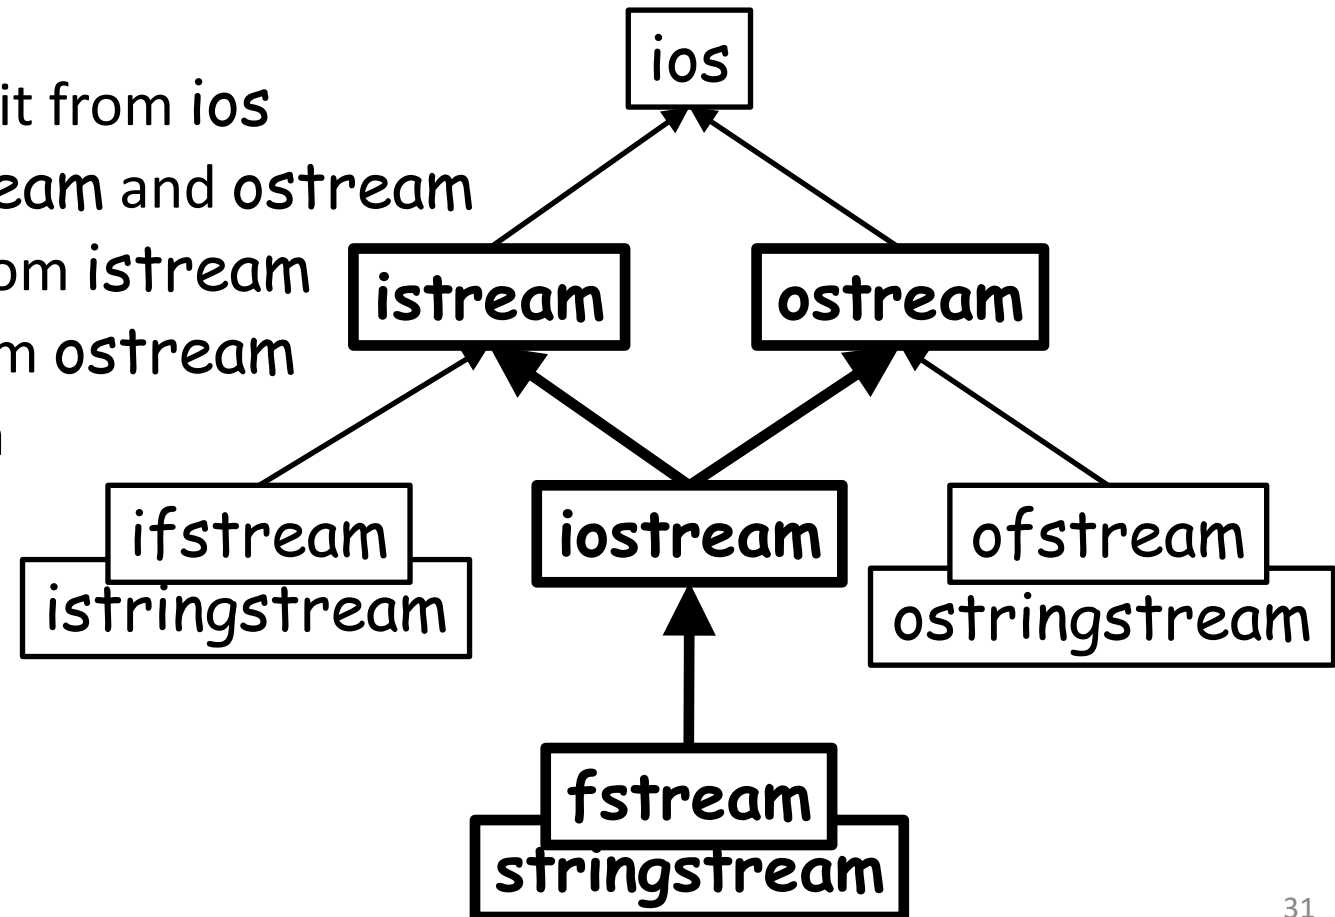 ios
it from ios
eam and ostream
om istream
m ostream
istream
ostream
ifstream
istringstream
iostream
ofstream
ostringstream
fstream
stringstream
31